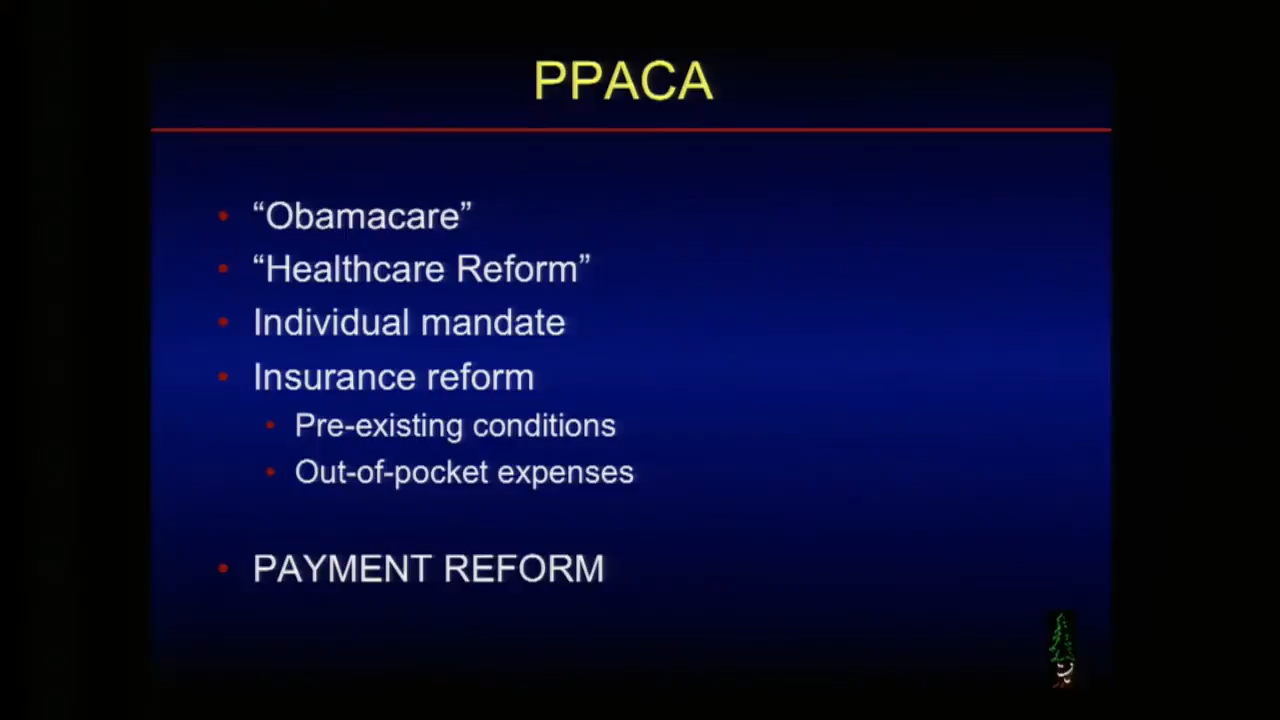 PPACA
“Obamacare”
“Healthcare Reform”
Individual mandate
Insurance reform
Pre-existing conditions
Out-of-pocket expenses
PAYMENT REFORM